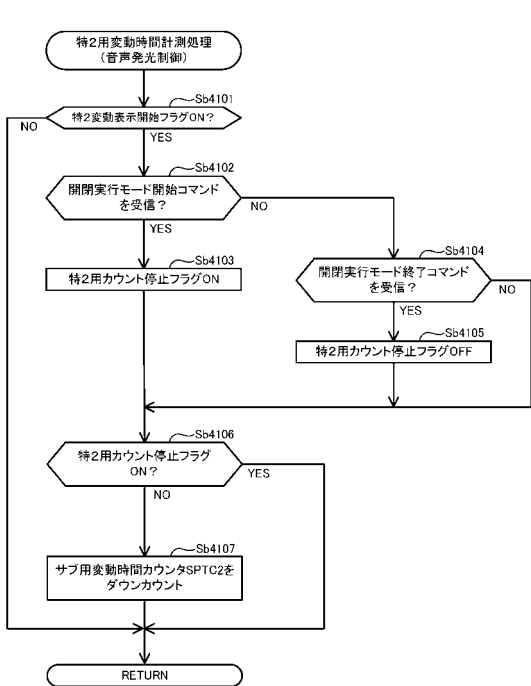 特2用変動時間計測処理
（音声発光制御）
Sb4101
特2変動表示開始フラグON？
NO
YES
Sb4102
開閉実行モード開始コマンド
を受信？
NO
YES
Sb4103
特2用カウント停止フラグON
Sb4104
開閉実行モード終了コマンド
を受信？
NO
YES
Sb4105
特2用カウント停止フラグOFF
Sb4106
特2用カウント停止フラグ
ON？
YES
NO
Sb4107
サブ用変動時間カウンタSPTC2を
ダウンカウント
RETURN